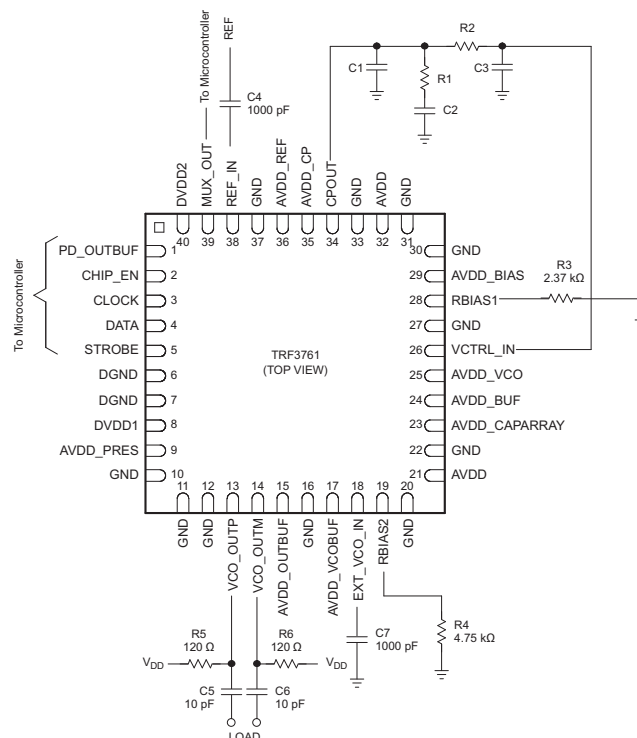 To Microcontroller
REF
C4
1000 pF
R2
C1
R1
C3
C2
DVDD2
MUX_OUT
REF_IN
GND
AVDD_REF
AVDD_CP
CPOUT
GND
AVDD
GND
40
39
38
37
36
35
34
33
32
31
To Microcontroller
PD_OUTBUF 1
CHIP_EN 2
CLOCK 3
DATA 4
STROBE 5
DGND 6
DGND 7
DVDD1 8
AVDD_PRES 9
GND 10
TRF3761
(TOP VIEW)
30 GND
29 AVDD_BIAS
28 RBIAS1
27 GND
26 VCTRL_IN
25 AVDD_VCO
24 AVDD_BUF
23 AVDD_CAPARRAY
22 GND
21 AVDD
R3
2.37 kΩ
11
12
13
14
15
16
17
18
19
20
GND
GND
VCO_OUTP
VCO_OUTM
AVDD_OUTBUF
GND
AVDD_VCOBUF
EXT_VCO_IN
RBIAS2
GND
R5
120 Ω
R6
120 Ω
VDD
VDD
C7
1000 pF
R4
4.75 kΩ
C5
10 pF
C6
10 pF
LOAD